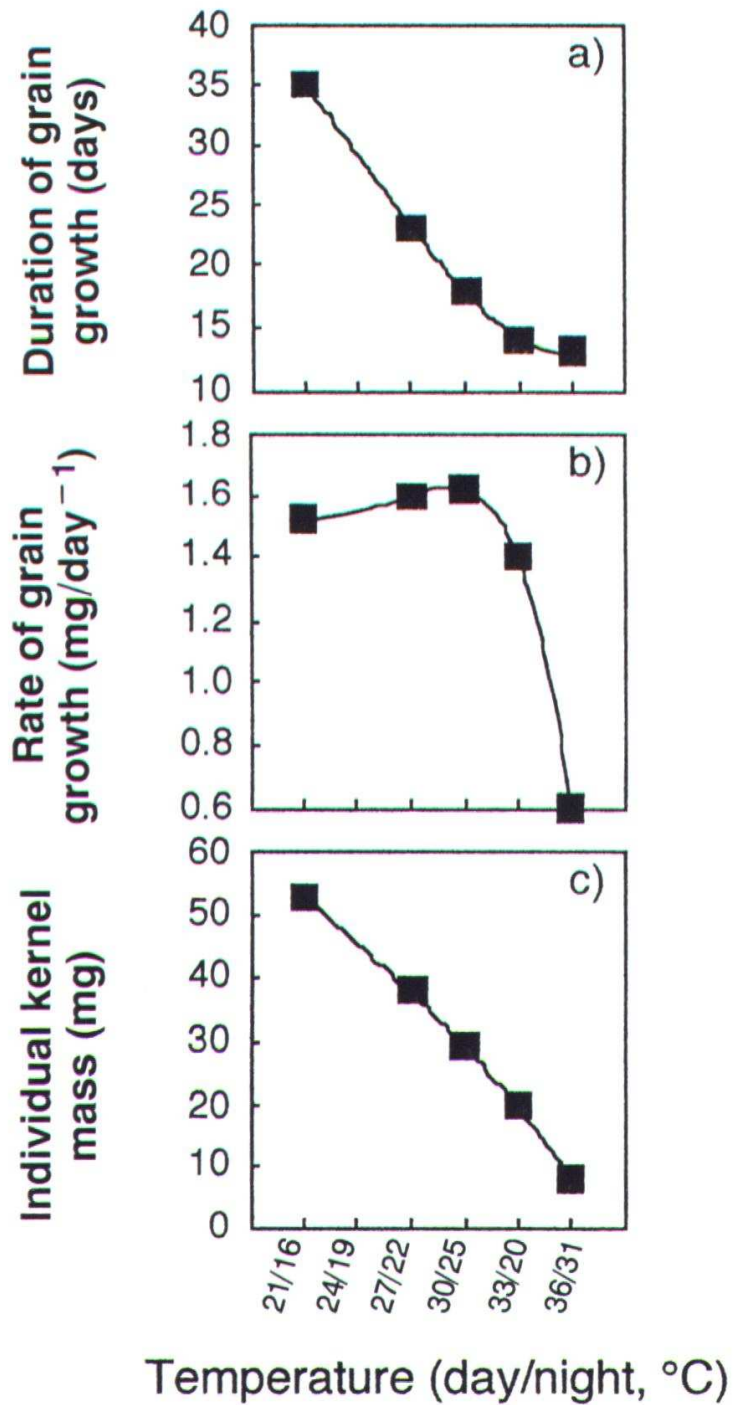 Duration of grain
growth (days)
40
35
30
25
20
15
10
a)
Rate of grain
growth (mg/day⁻¹)
1.8
1.6
1.4
1.2
1.0
0.8
0.6
b)
Individual kernel
mass (mg)
60
50
40
30
20
10
0
c)
21/16
24/19
27/22
30/25
33/20
36/31
Temperature (day/night, °C)